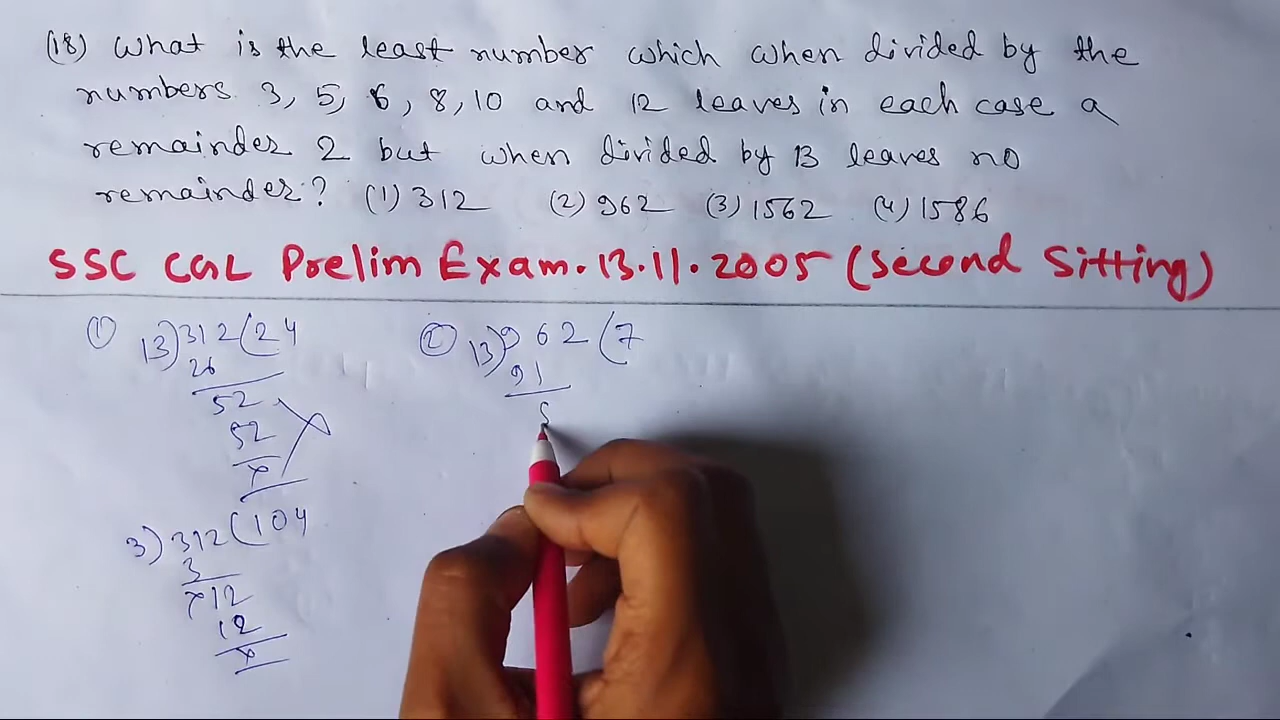 (18) What is the least number which when divided by the
numbers 3, 5, 6, 8, 10 and 12 leaves in each case a
remainder 2 but when divided by 13 leaves no
remainder? (1) 312 (2) 962 (3) 1562 (4) 1586
SSC CGL Prelim Exam. 13.11.2005 (Second Sitting)
(1) 13)312(24
26
52
52
x
3)312(104
3
x12
12
x
(2) 13)962(7
91
5